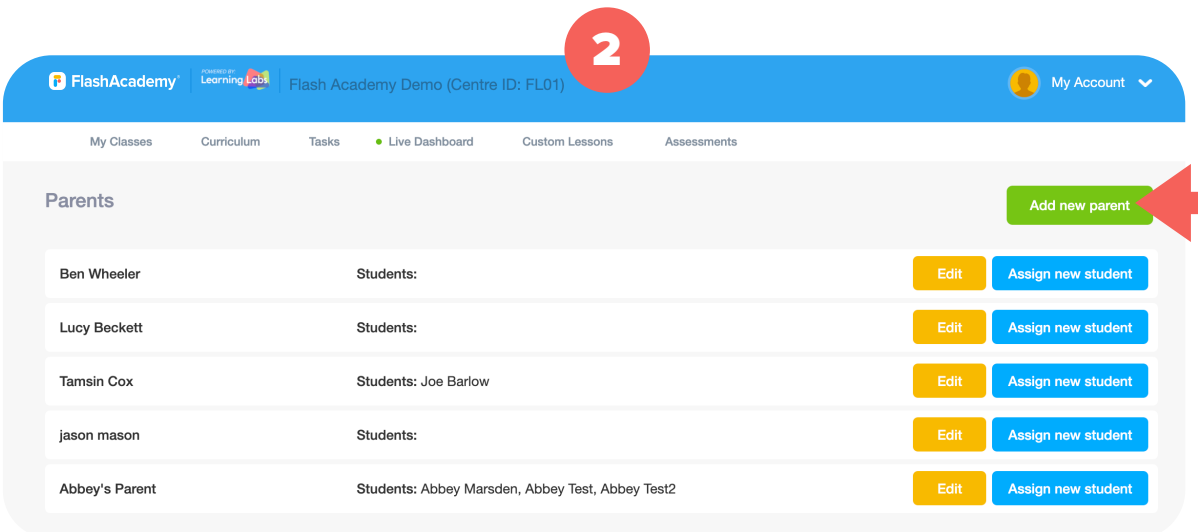 2
FlashAcademy POWERED BY Learning Labs Flash Academy Demo (Centre ID: FL01) My Account
My Classes Curriculum Tasks Live Dashboard Custom Lessons Assessments
Parents Add new parent
Ben Wheeler Students: Edit Assign new student
Lucy Beckett Students: Edit Assign new student
Tamsin Cox Students: Joe Barlow Edit Assign new student
jason mason Students: Edit Assign new student
Abbey's Parent Students: Abbey Marsden, Abbey Test, Abbey Test2 Edit Assign new student